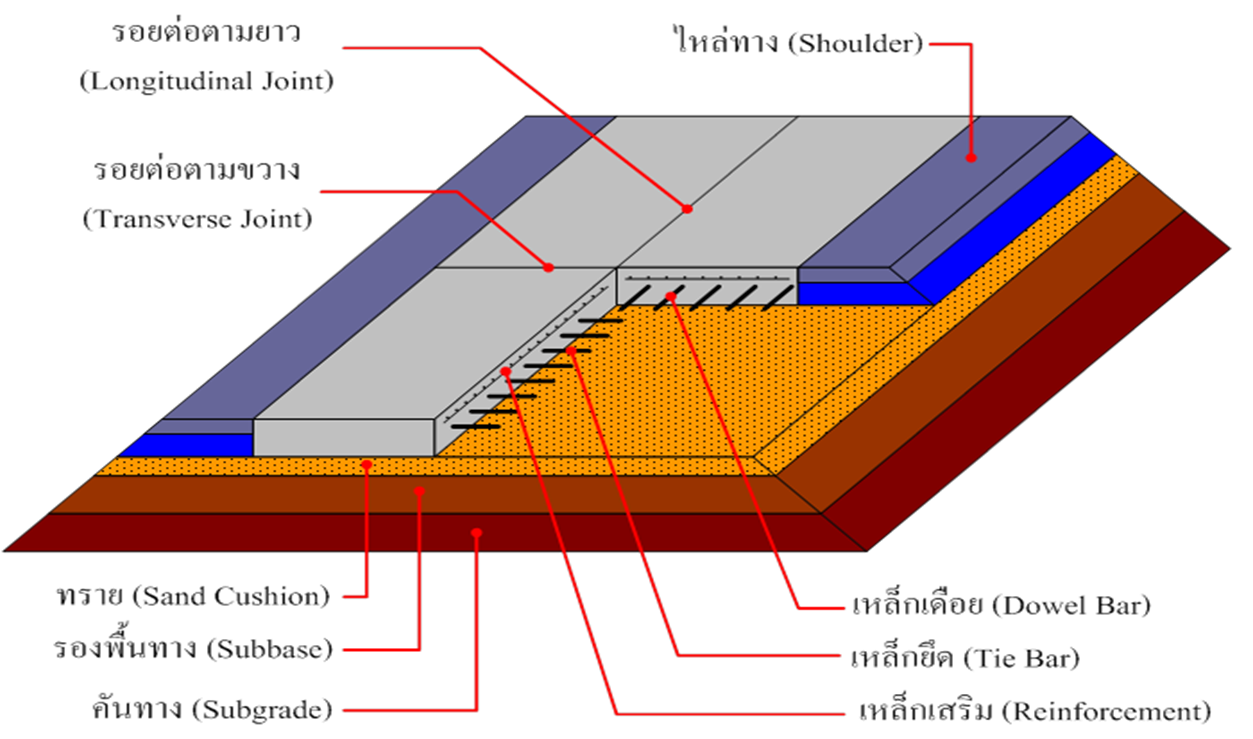 รอยต่อตามยาว
(Longitudinal Joint)
ไหล่ทาง (Shoulder)
รอยต่อตามขวาง
(Transverse Joint)
ทราย (Sand Cushion)
รองพื้นทาง (Subbase)
คันทาง (Subgrade)
เหล็กเดือย (Dowel Bar)
เหล็กยึด (Tie Bar)
เหล็กเสริม (Reinforcement)